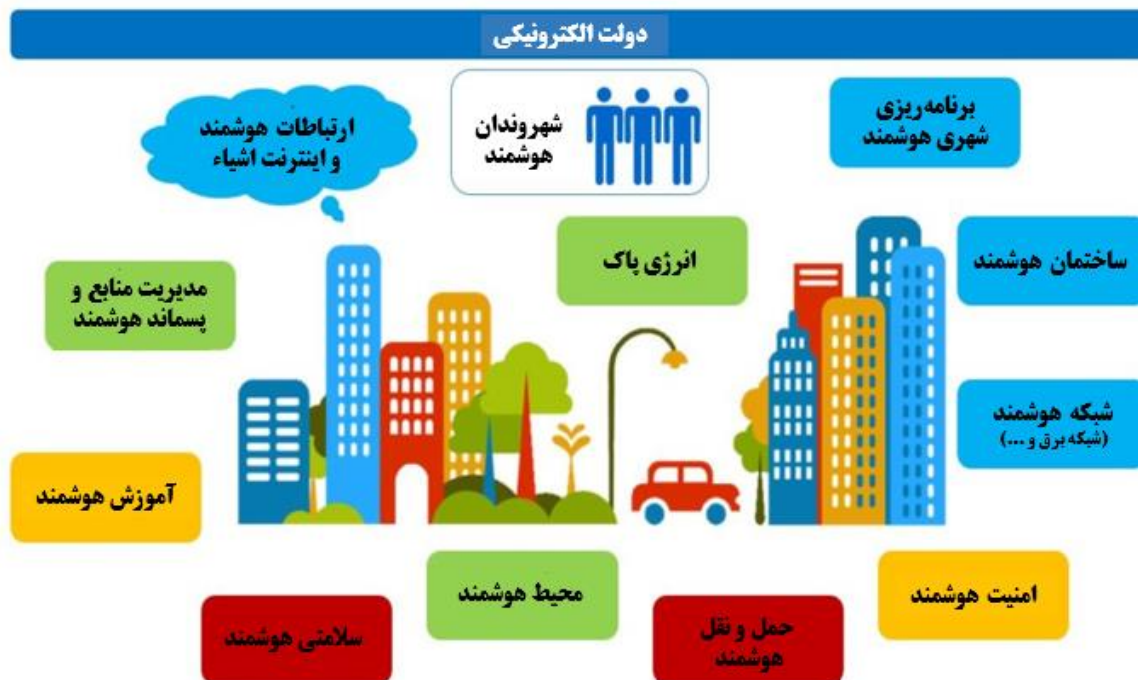 دولت الکترونیکی
برنامه‌ریزی
شهری هوشمند
شهروندان
هوشمند
ارتباطات هوشمند
و اینترنت اشیاء
ساختمان هوشمند
انرژی پاک
مدیریت منابع و
پسماند هوشمند
شبکه هوشمند
(شبکه برق و ...)
آموزش هوشمند
امنیت هوشمند
محیط هوشمند
حمل و نقل
هوشمند
سلامتی هوشمند